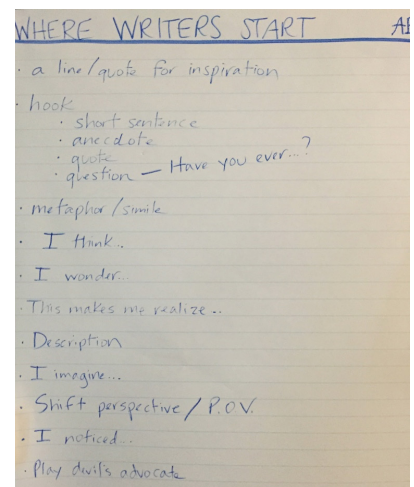 WHERE WRITERS START
· a line/quote for inspiration
· hook
· short sentence
· anecdote
· quote
· question — Have you ever...?
· metaphor/simile
· I think...
· I wonder...
· This makes me realize...
· Description
· I imagine...
· Shift perspective / P.O.V.
· I noticed...
· Play devil's advocate